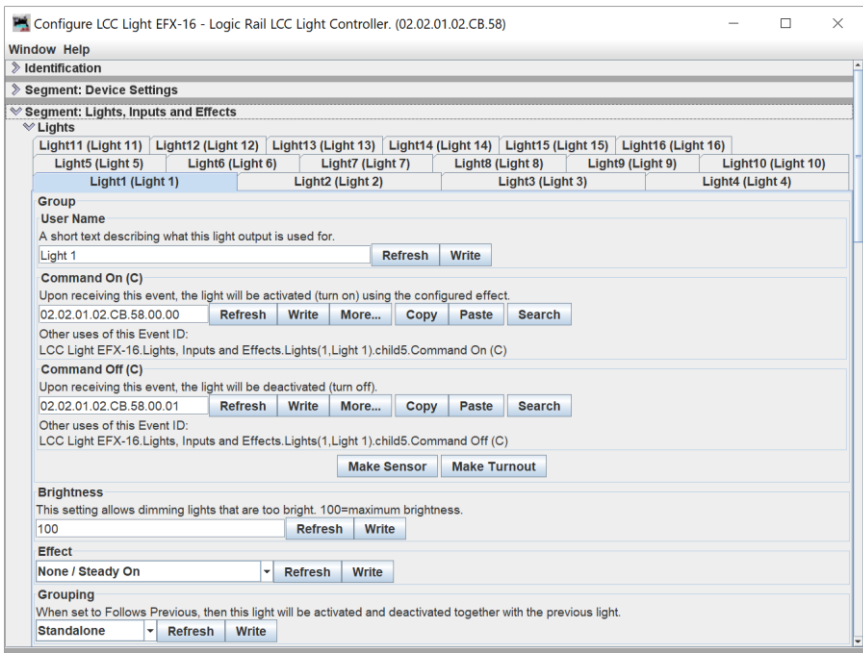 Configure LCC Light EFX-16 - Logic Rail LCC Light Controller. (02.02.01.02.CB.58)
Window Help
Identification
Segment: Device Settings
Segment: Lights, Inputs and Effects
Lights
Light11 (Light 11) Light12 (Light 12) Light13 (Light 13) Light14 (Light 14) Light15 (Light 15) Light16 (Light 16)
Light5 (Light 5) Light6 (Light 6) Light7 (Light 7) Light8 (Light 8) Light9 (Light 9) Light10 (Light 10)
Light1 (Light 1) Light2 (Light 2) Light3 (Light 3) Light4 (Light 4)
Group
User Name
A short text describing what this light output is used for.
Light 1 Refresh Write
Command On (C)
Upon receiving this event, the light will be activated (turn on) using the configured effect.
02.02.01.02.CB.58.00.00 Refresh Write More... Copy Paste Search
Other uses of this Event ID:
LCC Light EFX-16.Lights, Inputs and Effects.Lights(1,Light 1).child5.Command On (C)
Command Off (C)
Upon receiving this event, the light will be deactivated (turn off).
02.02.01.02.CB.58.00.01 Refresh Write More... Copy Paste Search
Other uses of this Event ID:
LCC Light EFX-16.Lights, Inputs and Effects.Lights(1,Light 1).child5.Command Off (C)
Make Sensor Make Turnout
Brightness
This setting allows dimming lights that are too bright. 100=maximum brightness.
100 Refresh Write
Effect
None / Steady On Refresh Write
Grouping
When set to Follows Previous, then this light will be activated and deactivated together with the previous light.
Standalone Refresh Write